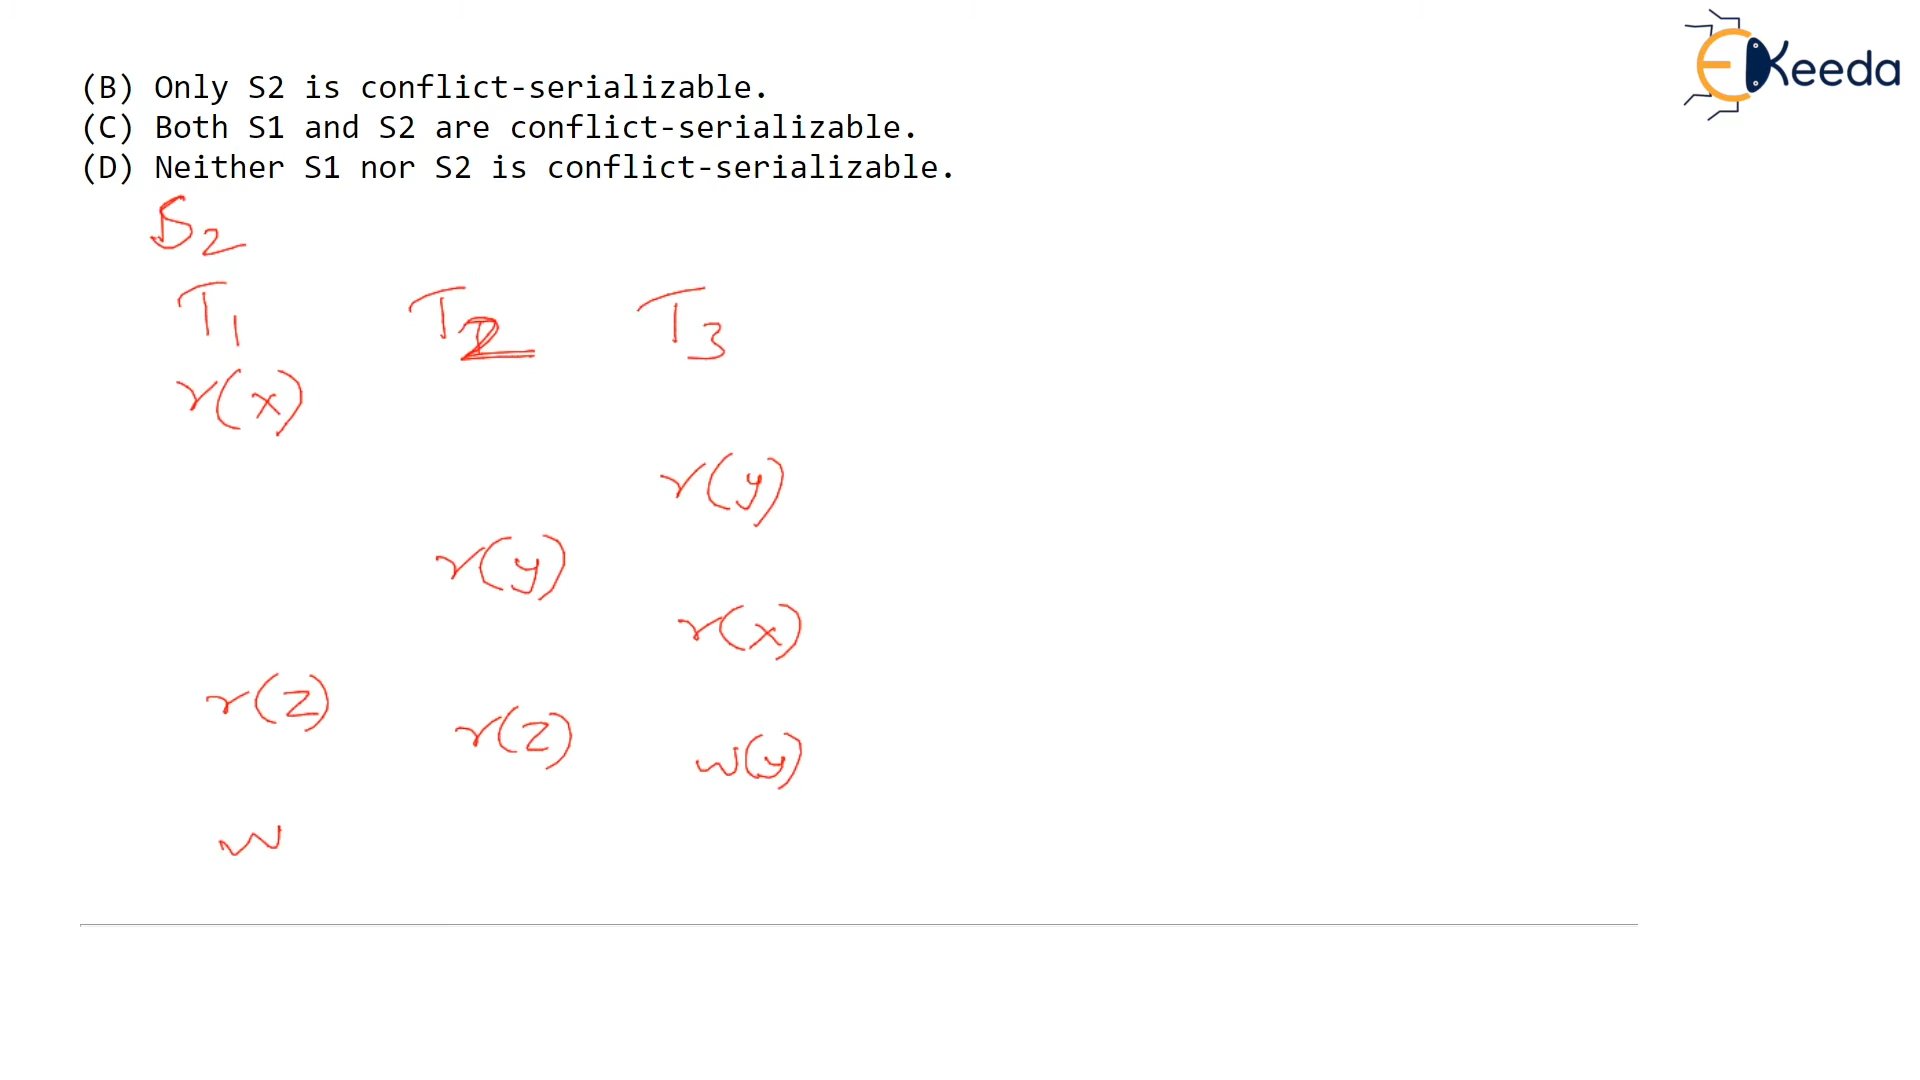 EKeeda
(B) Only S2 is conflict-serializable.
(C) Both S1 and S2 are conflict-serializable.
(D) Neither S1 nor S2 is conflict-serializable.
S2
T1 T2 T3
r(x)
r(y)
r(y)
r(x)
r(z) r(z) w(y)
w